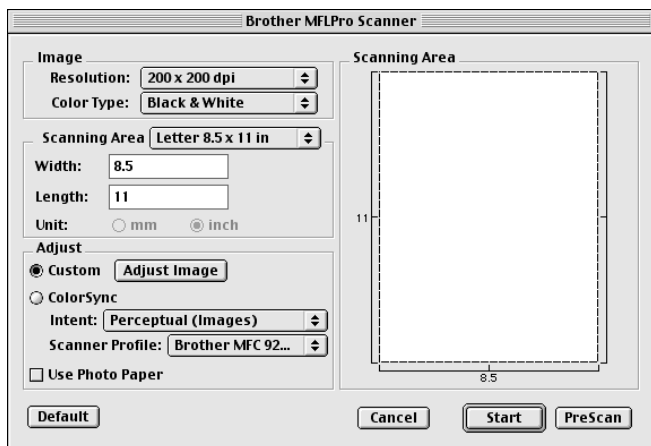 Brother MFLPro Scanner
Image
Resolution: 200 x 200 dpi
Color Type: Black & White
Scanning Area Letter 8.5 x 11 in
Width: 8.5
Length: 11
Unit: mm inch
Adjust
Custom Adjust Image
ColorSync
Intent: Perceptual (Images)
Scanner Profile: Brother MFC 92...
Use Photo Paper
Scanning Area
11
8.5
Default Cancel Start PreScan